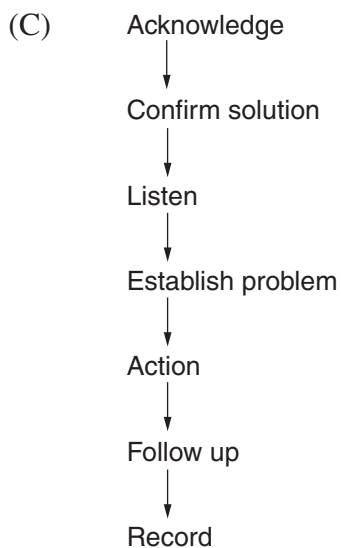 (C) Acknowledge
Confirm solution
Listen
Establish problem
Action
Follow up
Record